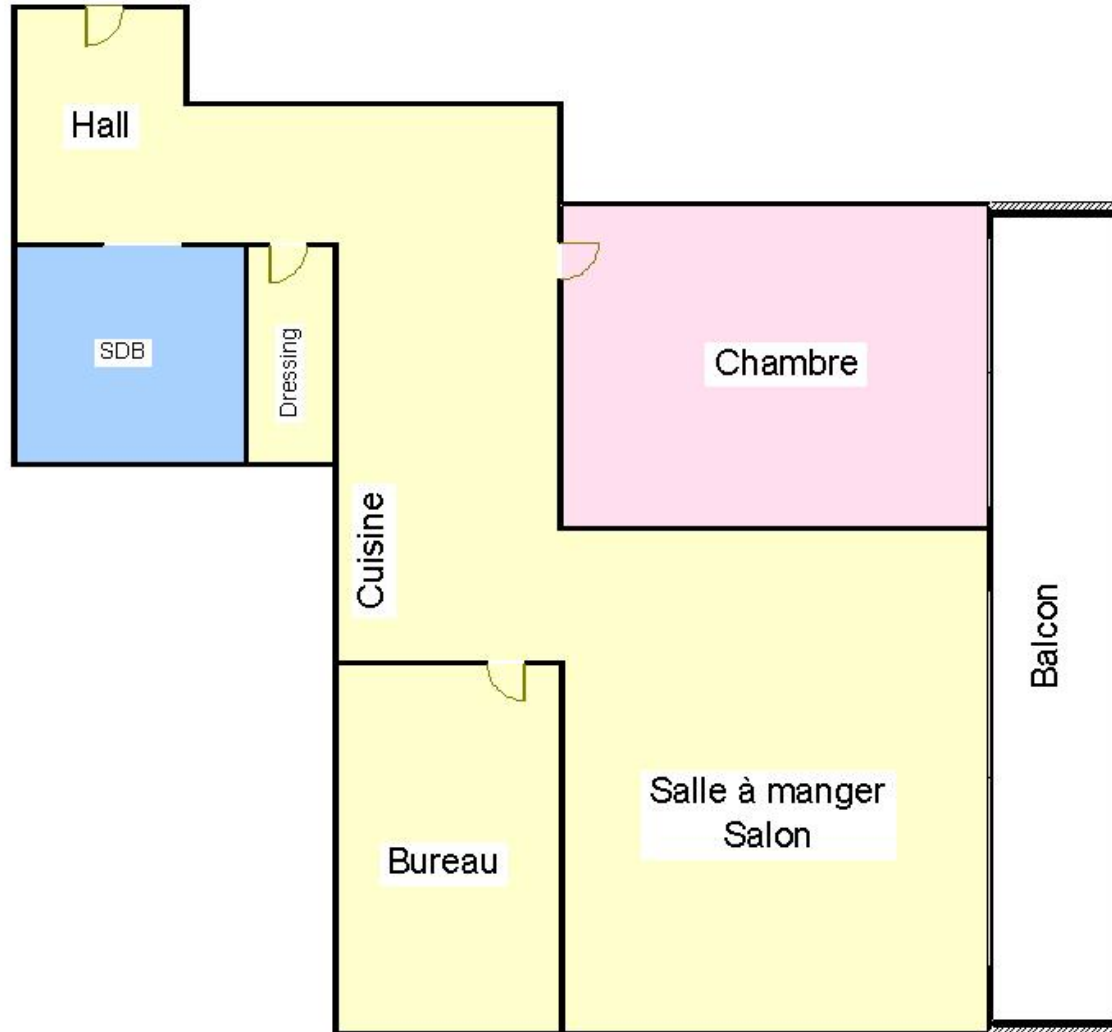 Hall
SDB
Dressing
Chambre
Cuisine
Balcon
Salle à manger
Salon
Bureau